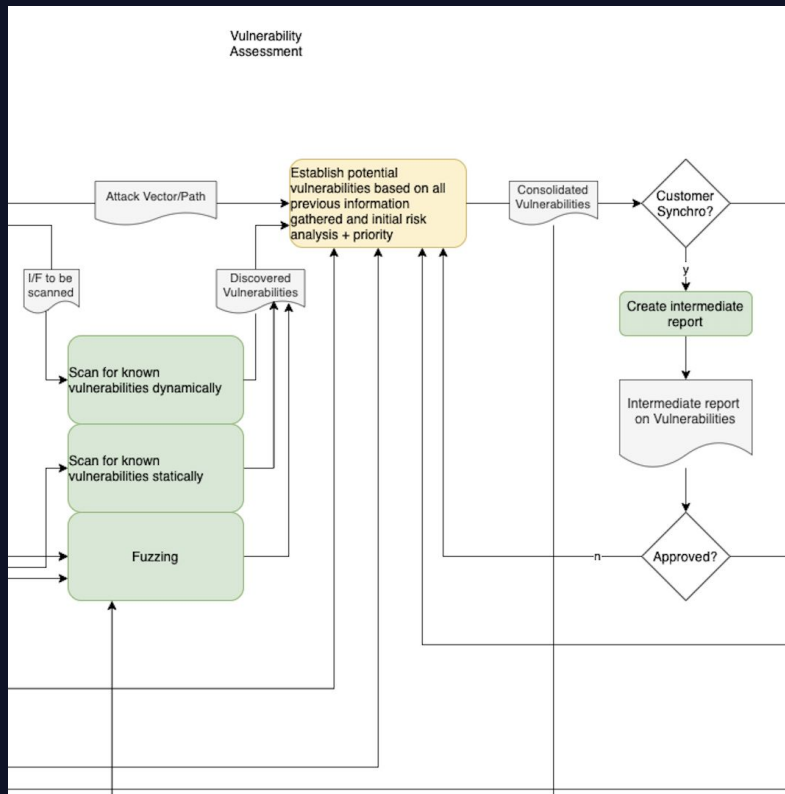 Vulnerability
Assessment
Attack Vector/Path
Establish potential
vulnerabilities based on all
previous information
gathered and initial risk
analysis + priority
Consolidated
Vulnerabilities
Customer
Synchro?
I/F to be
scanned
Discovered
Vulnerabilities
y
Create intermediate
report
Scan for known
vulnerabilities dynamically
Intermediate report
on Vulnerabilities
Scan for known
vulnerabilities statically
Fuzzing
n
Approved?